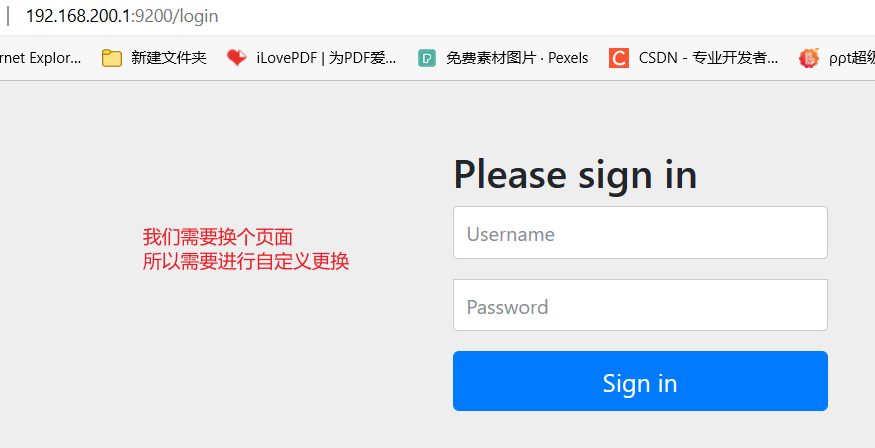 192.168.200.1:9200/login
rnet Explor... 新建文件夹 iLovePDF | 为PDF爱... 免费素材图片 · Pexels CSDN - 专业开发者... ppt超级
Please sign in
我们需要换个页面
所以需要进行自定义更换
Username
Password
Sign in